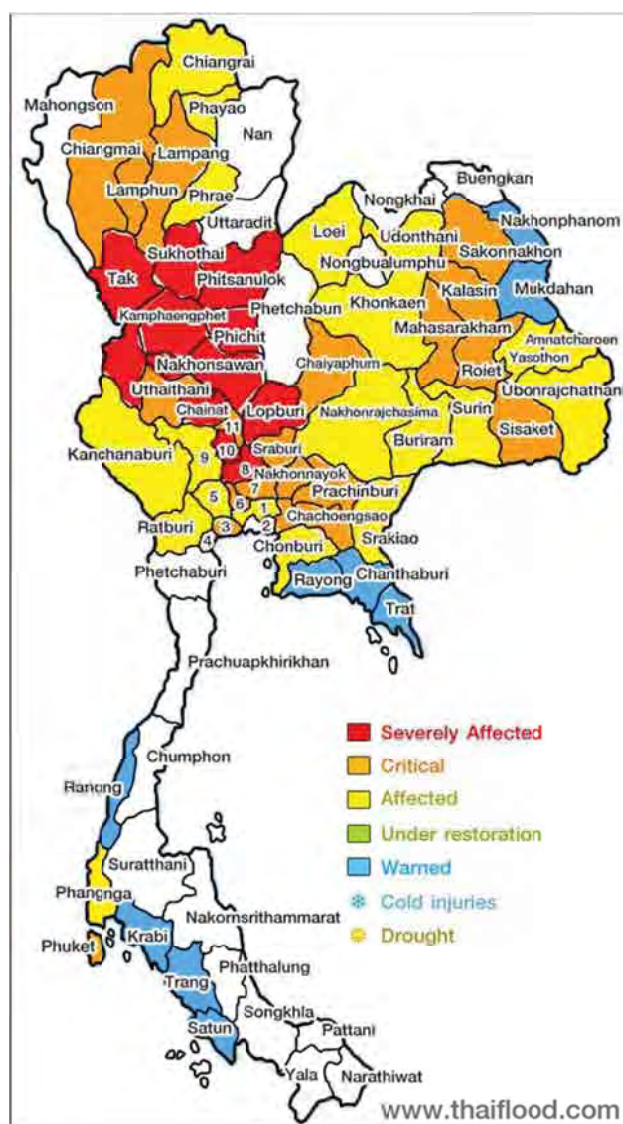 Chiangrai
Mahongson
Phayao
Nan
Chiangmai
Lampang
Lamphun
Phrae
Uttaradit
Buengkan
Nongkhai
Loei
Udonthani
Nakhonphanom
Sakonnakhon
Sukhothai
Tak
Phitsanulok
Nongbualumphu
Mukdahan
Kalasin
Phetchabun
Khonkaen
Kamphaengphet
Mahasarakham
Phichit
Amnatcharoen
Yasothon
Nakhonsawan
Chaiyaphum
Roiet
Uthaithani
Ubonrajchathani
Chainat
Lopburi
Nakhonrajchasima
Surin
11
Sisaket
Buriram
Kanchanaburi
9
10
Sraburi
8
Nakhonnayok
7
Prachinburi
5
6
1
Chachoengsao
Ratburi
3
2
4
Chonburi
Srakiao
Phetchaburi
Rayong
Chanthaburi
Trat
Prachuapkhirikhan
Severely Affected
Chumphon
Critical
Ranong
Affected
Under restoration
Suratthani
Warned
Phangnga
Cold injuries
Nakornsrithammarat
Krabi
Drought
Phuket
Phatthalung
Trang
Songkhla
Satun
Pattani
Yala
Narathiwat
www.thaiflood.com